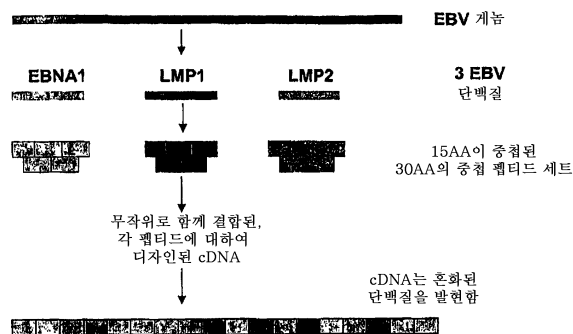 EBV 게놈
EBNA1 LMP1 LMP2 3 EBV
단백질
15AA이 중첩된
30AA의 중첩 펩티드 세트
무작위로 함께 결합된,
각 펩티드에 대하여
디자인된 cDNA
cDNA는 혼화된
단백질을 발현함